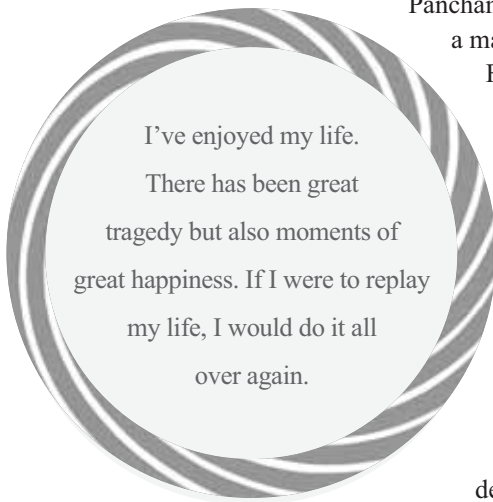 Panchan
a ma
I've enjoyed my life.
There has been great
tragedy but also moments of
great happiness. If I were to replay
my life, I would do it all
over again.
de